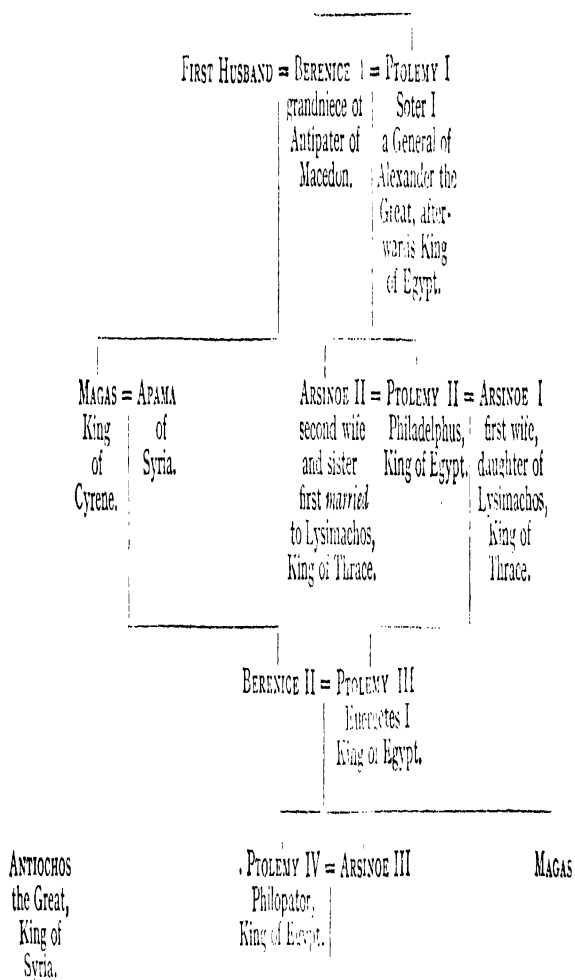 FIRST HUSBAND = BERENICE I = PTOLEMY I
grandniece of
Antipater of
Macedon.
Soter I
a General of
Alexander the
Great, after-
wards King
of Egypt.
MAGAS = APAMA
King
of
Cyrene.
of
Syria.
ARSINOE II = PTOLEMY II = ARSINOE I
second wife
and sister
first married
to Lysimachos,
King of Thrace.
Philadelphus,
King of Egypt.
first wife,
daughter of
Lysimachos,
King of
Thrace.
BERENICE II = PTOLEMY III
Euergetes I
King of Egypt.
ANTIOCHOS
the Great,
King of
Syria.
PTOLEMY IV = ARSINOE III
Philopator,
King of Egypt.
MAGAS